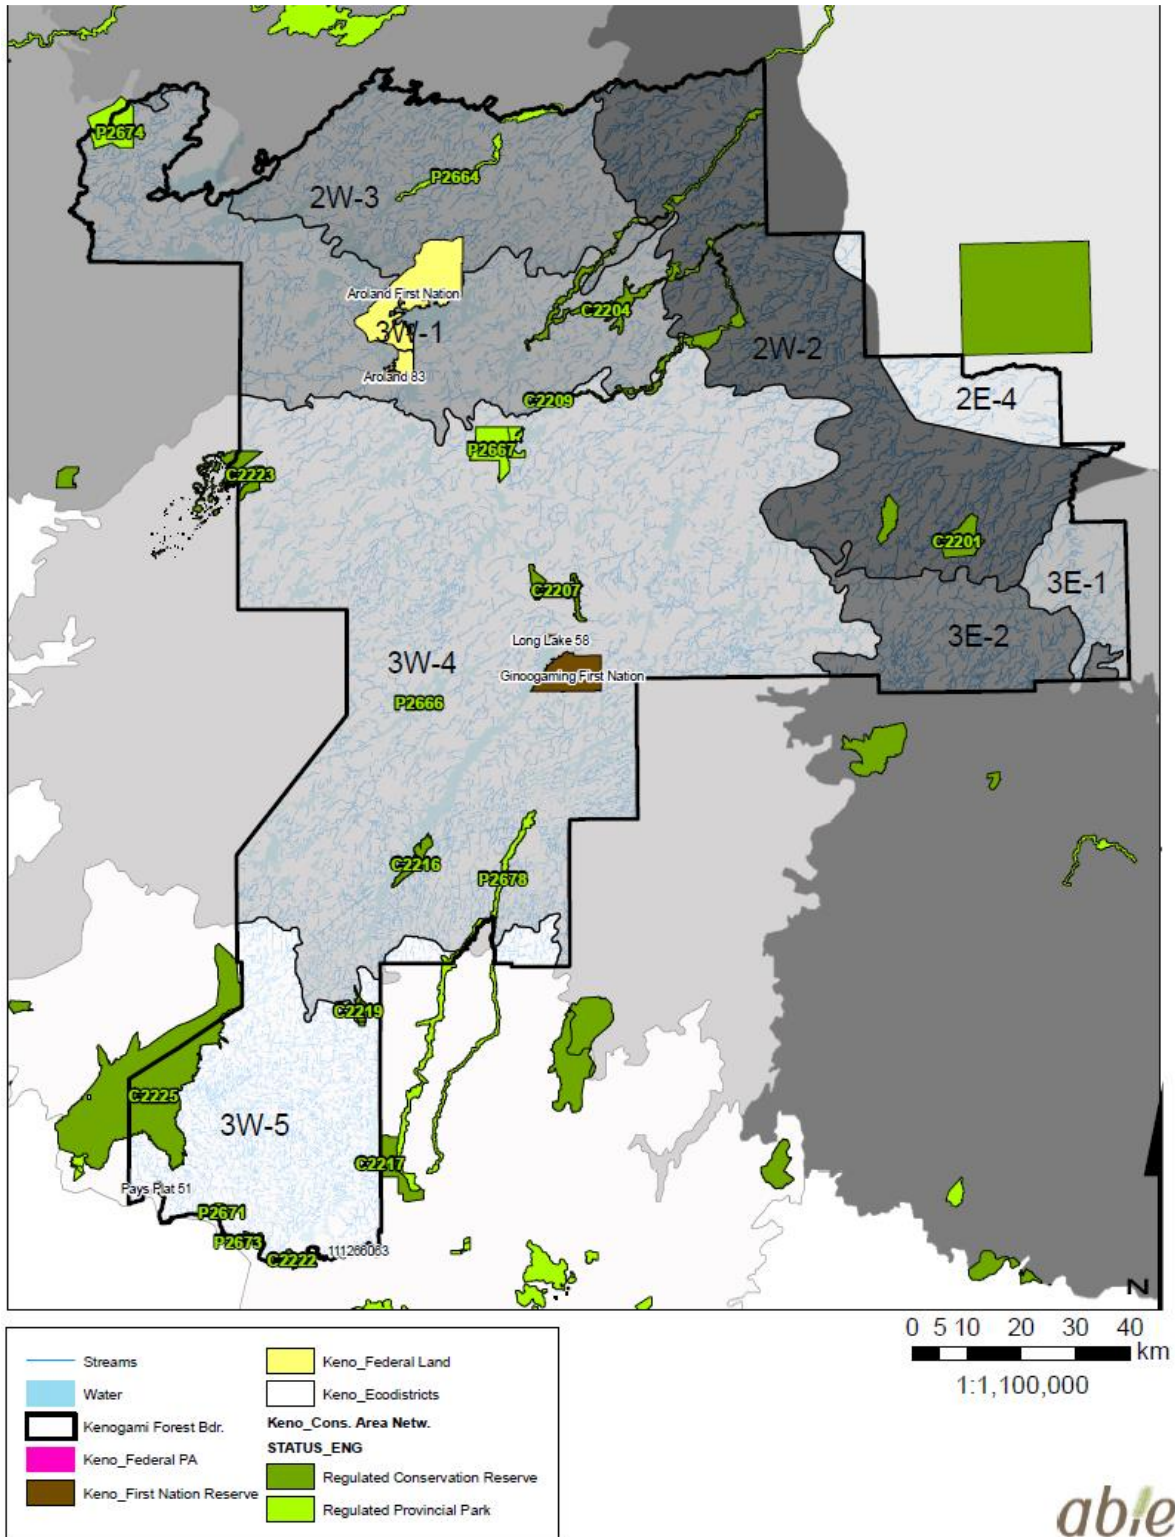 P2674
P2664
2W-3
Aroland First Nation
C2204
3W-1
2W-2
Aroland 83
2E-4
C2209
P2667
C2223
C2201
3E-1
C2207
3E-2
Long Lake 58
3W-4
Ginoogaming First Nation
P2666
C2216
P2678
C2219
C2225
3W-5
C2217
Pays Plat 51
P2671
P2673
C2222
111266063
N
0 5 10 20 30 40
km
1:1,100,000
Streams
Water
Kenogami Forest Bdr.
Keno_Federal PA
Keno_First Nation Reserve
Keno_Federal Land
Keno_Ecodistricts
Keno_Cons. Area Netw.
STATUS_ENG
Regulated Conservation Reserve
Regulated Provincial Park
able